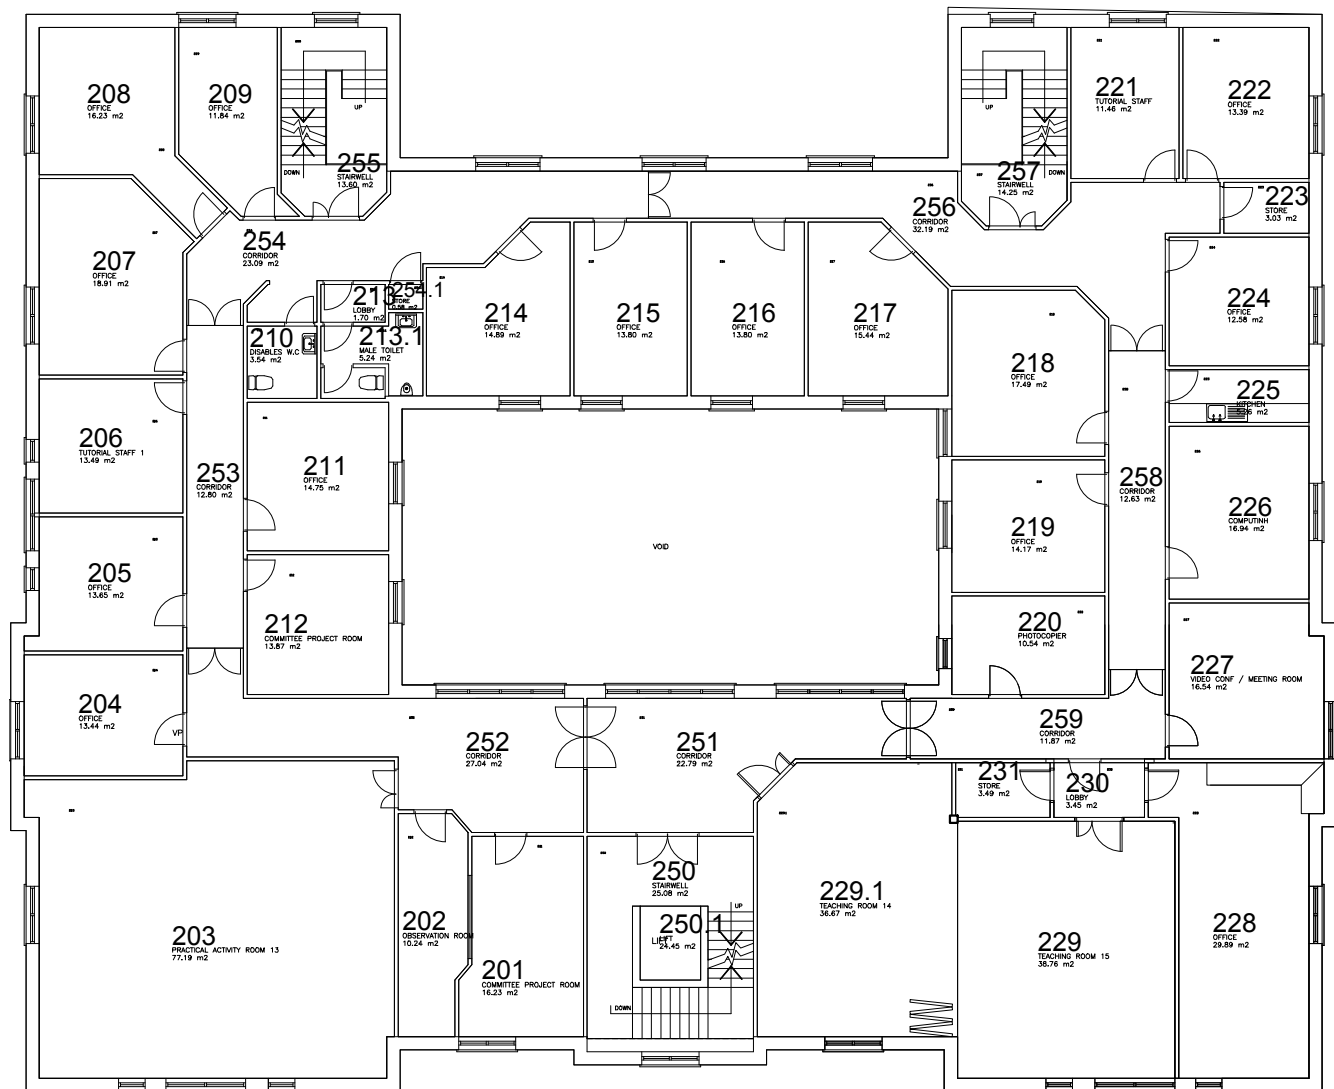 208
OFFICE
16.23 m2
209
OFFICE
11.84 m2
UP
DOWN
255
STAIRWELL
13.60 m2
UP
DOWN
257
STAIRWELL
14.25 m2
221
TUTORIAL STAFF
11.46 m2
222
OFFICE
13.39 m2
223
STORE
3.03 m2
256
CORRIDOR
32.19 m2
254
CORRIDOR
23.09 m2
207
OFFICE
18.91 m2
213
LOBBY
1.70 m2
254.1
STORE
0.58 m2
210
DISABLES W.C
3.54 m2
213.1
MALE TOILET
5.24 m2
214
OFFICE
14.89 m2
215
OFFICE
13.80 m2
216
OFFICE
13.80 m2
217
OFFICE
15.44 m2
218
OFFICE
17.49 m2
224
OFFICE
12.58 m2
225
KITCHEN
206
TUTORIAL STAFF 1
13.49 m2
253
CORRIDOR
12.80 m2
211
OFFICE
14.75 m2
258
CORRIDOR
12.63 m2
219
OFFICE
14.17 m2
226
COMPUTINH
16.94 m2
VOID
205
OFFICE
13.65 m2
212
COMMITTEE PROJECT ROOM
13.87 m2
220
PHOTOCOPIER
10.54 m2
227
VIDEO CONF / MEETING ROOM
16.54 m2
204
OFFICE
13.44 m2
VP
252
CORRIDOR
27.04 m2
251
CORRIDOR
22.79 m2
259
CORRIDOR
11.87 m2
231
STORE
3.49 m2
230
LOBBY
3.45 m2
203
PRACTICAL ACTIVITY ROOM 13
77.19 m2
202
OBSERVATION ROOM
10.24 m2
201
COMMITTEE PROJECT ROOM
16.23 m2
250
STAIRWELL
25.08 m2
250.1
LIFT
24.45 m2
LIFT
UP
DOWN
229.1
TEACHING ROOM 14
36.67 m2
229
TEACHING ROOM 15
38.76 m2
228
OFFICE
29.89 m2